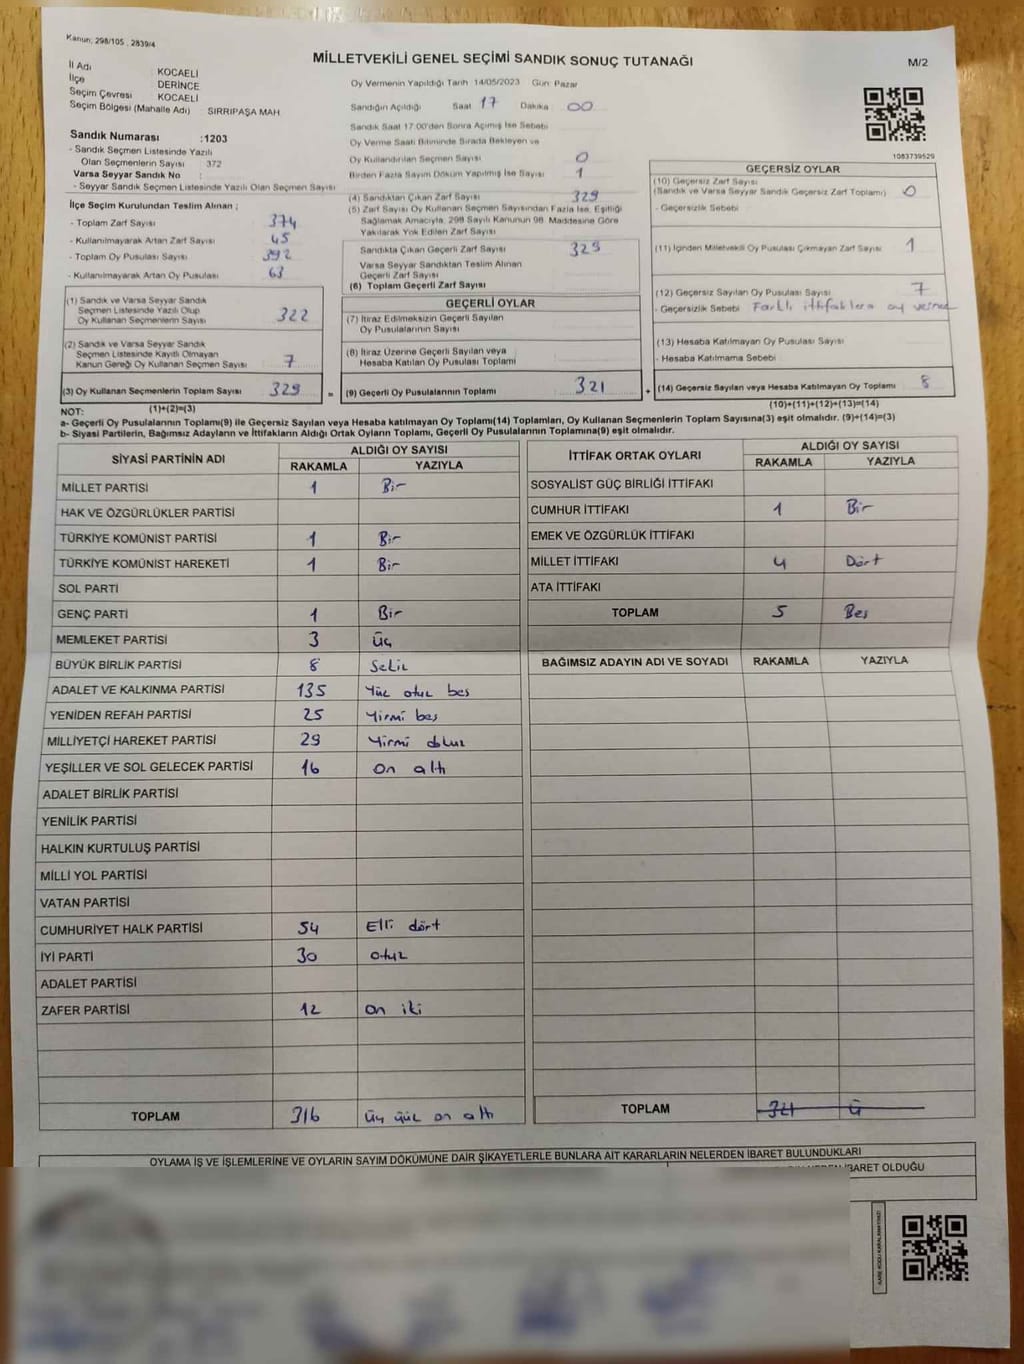 Kanun; 298/105 , 2839/4
MİLLETVEKİLİ GENEL SEÇİMİ SANDIK SONUÇ TUTANAĞI
M/2
İl Adı KOCAELİ
İlçe DERİNCE
Seçim Çevresi KOCAELİ
Seçim Bölgesi (Mahalle Adı) SIRRIPAŞA MAH
Sandık Numarası :1203
- Sandık Seçmen Listesinde Yazılı
Olan Seçmenlerin Sayısı 372
Varsa Seyyar Sandık No :
- Seyyar Sandık Seçmen Listesinde Yazılı Olan Seçmen Sayısı
İlçe Seçim Kurulundan Teslim Alınan ;
- Toplam Zarf Sayısı 374
- Kullanılmayarak Artan Zarf Sayısı 45
- Toplam Oy Pusulası Sayısı 392
- Kullanılmayarak Artan Oy Pusulası 63
(1) Sandık ve Varsa Seyyar Sandık
Seçmen Listesinde Yazılı Olup
Oy Kullanan Seçmenlerin Sayısı 322
(2) Sandık ve Varsa Seyyar Sandık
Seçmen Listesinde Kayıtlı Olmayan
Kanun Gereği Oy Kullanan Seçmen Sayısı 7
(3) Oy Kullanan Seçmenlerin Toplam Sayısı 329 =
(1)+(2)=(3)
Oy Vermenin Yapıldığı Tarih 14/05/2023 Gün Pazar
Sandığın Açıldığı Saat 17 Dakika 00
Sandık Saat 17:00'den Sonra Açılmış İse Sebebi
Oy Verme Saati Bitiminde Sırada Bekleyen ve
Oy Kullandırılan Seçmen Sayısı 0
Birden Fazla Sayım Döküm Yapılmış İse Sayısı 1
(4) Sandıktan Çıkan Zarf Sayısı 329
(5) Zarf Sayısı Oy Kullanan Seçmen Sayısından Fazla İse, Eşitliği
Sağlamak Amacıyla, 298 Sayılı Kanunun 98. Maddesine Göre
Yakılarak Yok Edilen Zarf Sayısı
Sandıkta Çıkan Geçerli Zarf Sayısı 329
Varsa Seyyar Sandıktan Teslim Alınan
Geçerli Zarf Sayısı
(6) Toplam Geçerli Zarf Sayısı
GEÇERLİ OYLAR
(7) İtiraz Edilmeksizin Geçerli Sayılan
Oy Pusulalarının Sayısı
(8) İtiraz Üzerine Geçerli Sayılan veya
Hesaba Katılan Oy Pusulası Toplamı
(9) Geçerli Oy Pusulalarının Toplamı 321 +
1083739529
GEÇERSİZ OYLAR
(10) Geçersiz Zarf Sayısı
(Sandık ve Varsa Seyyar Sandık Geçersiz Zarf Toplamı) 0
- Geçersizlik Sebebi
(11) İçinden Milletvekili Oy Pusulası Çıkmayan Zarf Sayısı 1
(12) Geçersiz Sayılan Oy Pusulası Sayısı 7
- Geçersizlik Sebebi Farklı ittifaklara oy verme
(13) Hesaba Katılmayan Oy Pusulası Sayısı
- Hesaba Katılmama Sebebi
(14) Geçersiz Sayılan veya Hesaba Katılmayan Oy Toplamı 8
(10)+(11)+(12)+(13)=(14)
NOT:
a- Geçerli Oy Pusulalarının Toplamı(9) ile Geçersiz Sayılan veya Hesaba katılmayan Oy Toplamı(14) Toplamları, Oy Kullanan Seçmenlerin Toplam Sayısına(3) eşit olmalıdır. (9)+(14)=(3)
b- Siyasi Partilerin, Bağımsız Adayların ve İttifakların Aldığı Ortak Oyların Toplamı, Geçerli Oy Pusulalarının Toplamına(9) eşit olmalıdır.
SİYASİ PARTİNİN ADI ALDIĞI OY SAYISI
RAKAMLA YAZIYLA
MİLLET PARTİSİ 1 Bir
HAK VE ÖZGÜRLÜKLER PARTİSİ
TÜRKİYE KOMÜNİST PARTİSİ 1 Bir
TÜRKİYE KOMÜNİST HAREKETİ 1 Bir
SOL PARTİ
GENÇ PARTİ 1 Bir
MEMLEKET PARTİSİ 3 üç
BÜYÜK BİRLİK PARTİSİ 8 Sekiz
ADALET VE KALKINMA PARTİSİ 135 Yüz otuz beş
YENİDEN REFAH PARTİSİ 25 Yirmi beş
MİLLİYETÇİ HAREKET PARTİSİ 29 Yirmi dokuz
YEŞİLLER VE SOL GELECEK PARTİSİ 16 on altı
ADALET BİRLİK PARTİSİ
YENİLİK PARTİSİ
HALKIN KURTULUŞ PARTİSİ
MİLLİ YOL PARTİSİ
VATAN PARTİSİ
CUMHURİYET HALK PARTİSİ 54 Elli dört
İYİ PARTİ 30 otuz
ADALET PARTİSİ
ZAFER PARTİSİ 12 on iki
TOPLAM 316 üç yüz on altı
İTTİFAK ORTAK OYLARI ALDIĞI OY SAYISI
RAKAMLA YAZIYLA
SOSYALİST GÜÇ BİRLİĞİ İTTİFAKI
CUMHUR İTTİFAKI 1 Bir
EMEK VE ÖZGÜRLÜK İTTİFAKI
MİLLET İTTİFAKI 4 Dört
ATA İTTİFAKI
TOPLAM 5 Beş
BAĞIMSIZ ADAYIN ADI VE SOYADI RAKAMLA YAZIYLA
TOPLAM 321 ü
OYLAMA İŞ VE İŞLEMLERİNE VE OYLARIN SAYIM DÖKÜMÜNE DAİR ŞİKAYETLERLE BUNLARA AİT KARARLARIN NELERDEN İBARET BULUNDUKLARI
İBARET OLDUĞU
KARE KODU KARALAMAYINIZ!